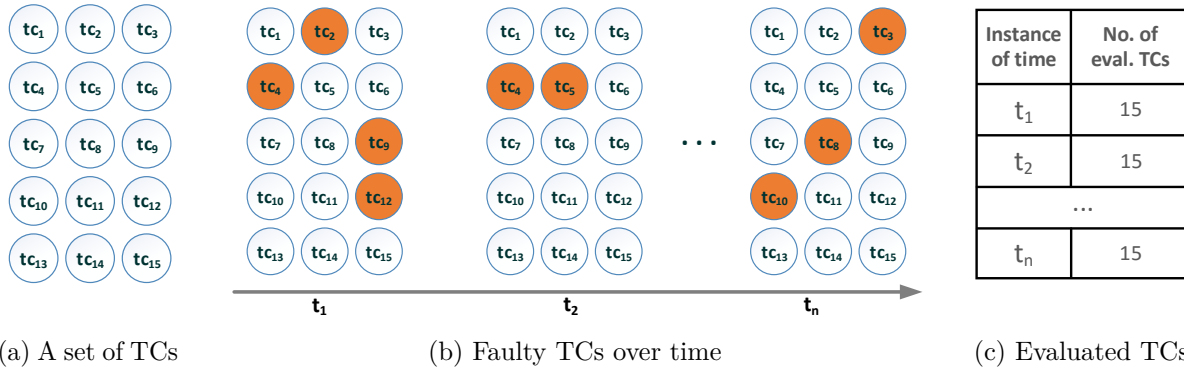 tc1 tc2 tc3
tc4 tc5 tc6
tc7 tc8 tc9
tc10 tc11 tc12
tc13 tc14 tc15
(a) A set of TCs
tc1 tc2 tc3
tc4 tc5 tc6
tc7 tc8 tc9
tc10 tc11 tc12
tc13 tc14 tc15
t1
tc1 tc2 tc3
tc4 tc5 tc6
tc7 tc8 tc9
tc10 tc11 tc12
tc13 tc14 tc15
t2
...
tc1 tc2 tc3
tc4 tc5 tc6
tc7 tc8 tc9
tc10 tc11 tc12
tc13 tc14 tc15
tn
(b) Faulty TCs over time
Instance of time No. of eval. TCs
t1 15
t2 15
...
tn 15
(c) Evaluated TCs